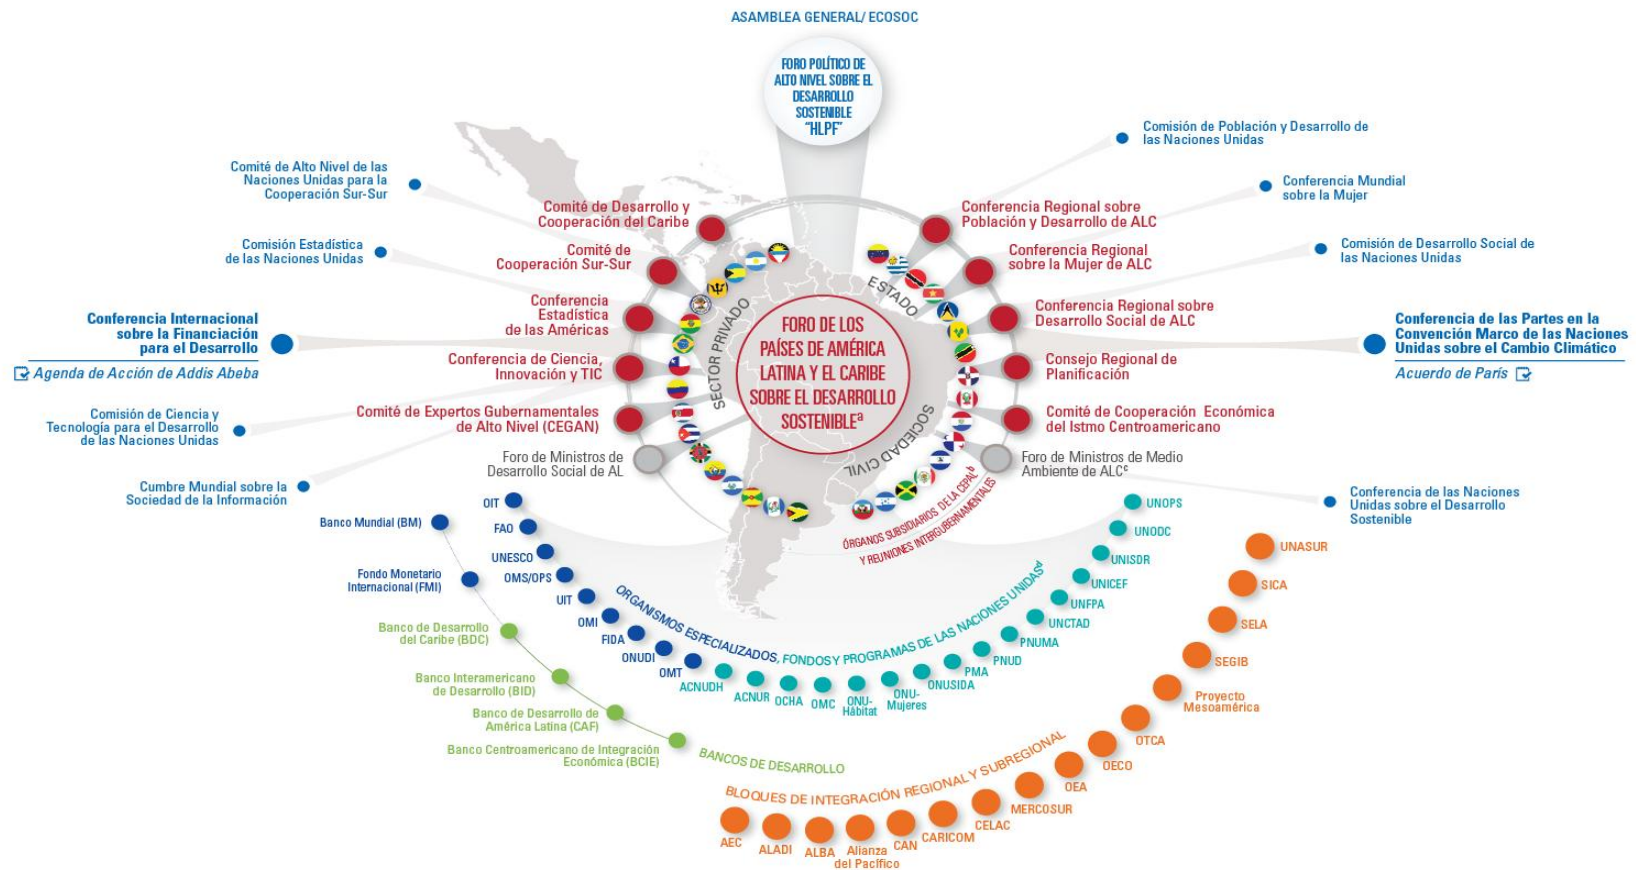 ASAMBLEA GENERAL/ ECOSOC
FORO POLÍTICO DE
ALTO NIVEL SOBRE EL
DESARROLLO
SOSTENIBLE
“HLPF”
Comité de Alto Nivel de las
Naciones Unidas para la
Cooperación Sur-Sur
Comisión Estadística
de las Naciones Unidas
Conferencia Internacional
sobre la Financiación
para el Desarrollo
Agenda de Acción de Addis Abeba
Comisión de Ciencia y
Tecnología para el Desarrollo
de las Naciones Unidas
Cumbre Mundial sobre la
Sociedad de la Información
Comité de Desarrollo y
Cooperación del Caribe
Comité de
Cooperación Sur-Sur
Conferencia
Estadística
de las Américas
Conferencia de Ciencia,
Innovación y TIC
Comité de Expertos Gubernamentales
de Alto Nivel (CEGAN)
Foro de Ministros de
Desarrollo Social de AL
SECTOR PRIVADO
ESTADO
SOCIEDAD CIVIL
FORO DE LOS
PAÍSES DE AMÉRICA
LATINA Y EL CARIBE
SOBRE EL DESARROLLO
SOSTENIBLEª
Conferencia Regional sobre
Población y Desarrollo de ALC
Conferencia Regional
sobre la Mujer de ALC
Conferencia Regional sobre
Desarrollo Social de ALC
Consejo Regional de
Planificación
Comité de Cooperación Económica
del Istmo Centroamericano
Foro de Ministros de Medio
Ambiente de ALCᶜ
ÓRGANOS SUBSIDIARIOS DE LA CEPALᵇ
Y REUNIONES INTERGUBERNAMENTALES
Comisión de Población y Desarrollo de
las Naciones Unidas
Conferencia Mundial
sobre la Mujer
Comisión de Desarrollo Social de
las Naciones Unidas
Conferencia de las Partes en la
Convención Marco de las Naciones
Unidas sobre el Cambio Climático
Acuerdo de París
Conferencia de las Naciones
Unidas sobre el Desarrollo
Sostenible
OIT
FAO
UNESCO
OMS/OPS
UIT
OMI
FIDA
ONUDI
OMT
ACNUDH
ACNUR
OCHA
OMC
ONU-
Hábitat
ONU-
Mujeres
ONUSIDA
PMA
PNUD
PNUMA
UNCTAD
UNFPA
UNICEF
UNISDR
UNODC
UNOPS
ORGANISMOS ESPECIALIZADOS, FONDOS Y PROGRAMAS DE LAS NACIONES UNIDASᵈ
Banco Mundial (BM)
Fondo Monetario
Internacional (FMI)
Banco de Desarrollo
del Caribe (BDC)
Banco Interamericano
de Desarrollo (BID)
Banco de Desarrollo de
América Latina (CAF)
Banco Centroamericano de Integración
Económica (BCIE)
BANCOS DE DESARROLLO
BLOQUES DE INTEGRACIÓN REGIONAL Y SUBREGIONAL
AEC
ALADI
ALBA
Alianza
del Pacífico
CAN
CARICOM
CELAC
MERCOSUR
OEA
OECO
OTCA
Proyecto
Mesoamérica
SEGIB
SELA
SICA
UNASUR